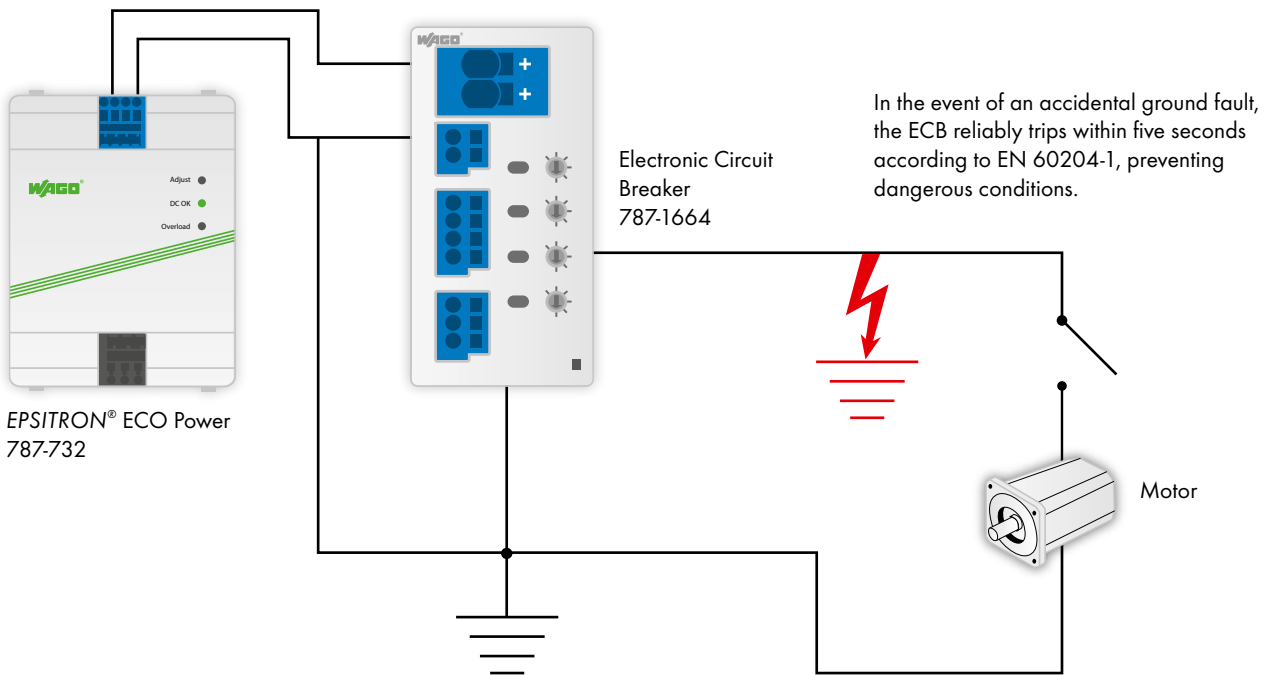 WAGO®
+
+
WAGO®
Adjust
DC OK
Overload
EPSITRON® ECO Power
787-732
Electronic Circuit
Breaker
787-1664
In the event of an accidental ground fault,
the ECB reliably trips within five seconds
according to EN 60204-1, preventing
dangerous conditions.
Motor